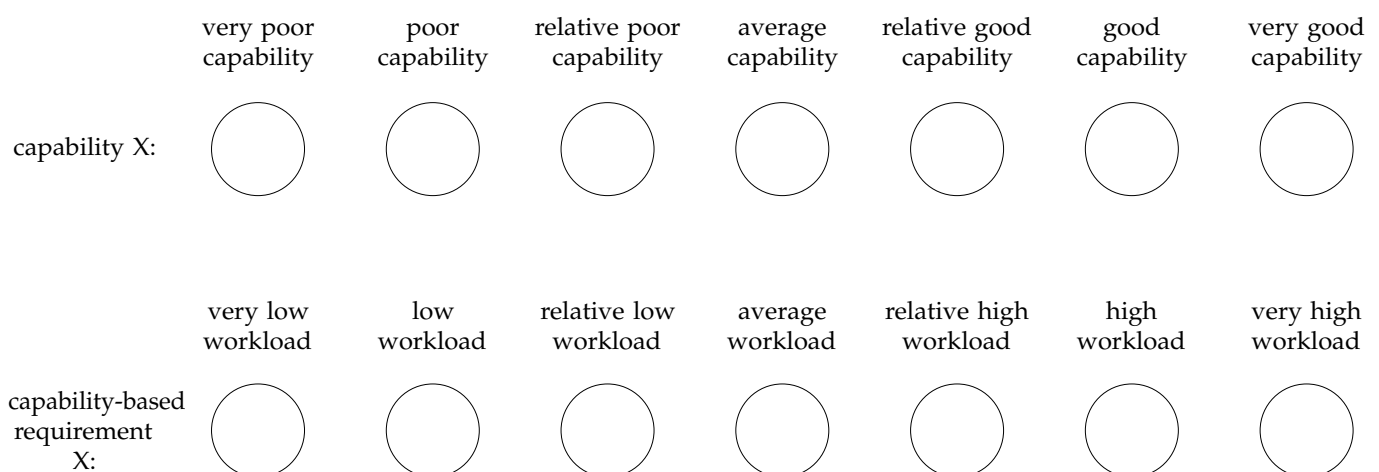 very poor poor relative poor average relative good good very good
capability capability capability capability capability capability capability
capability X:
very low low relative low average relative high high very high
workload workload workload workload workload workload workload
capability-based
requirement
X: